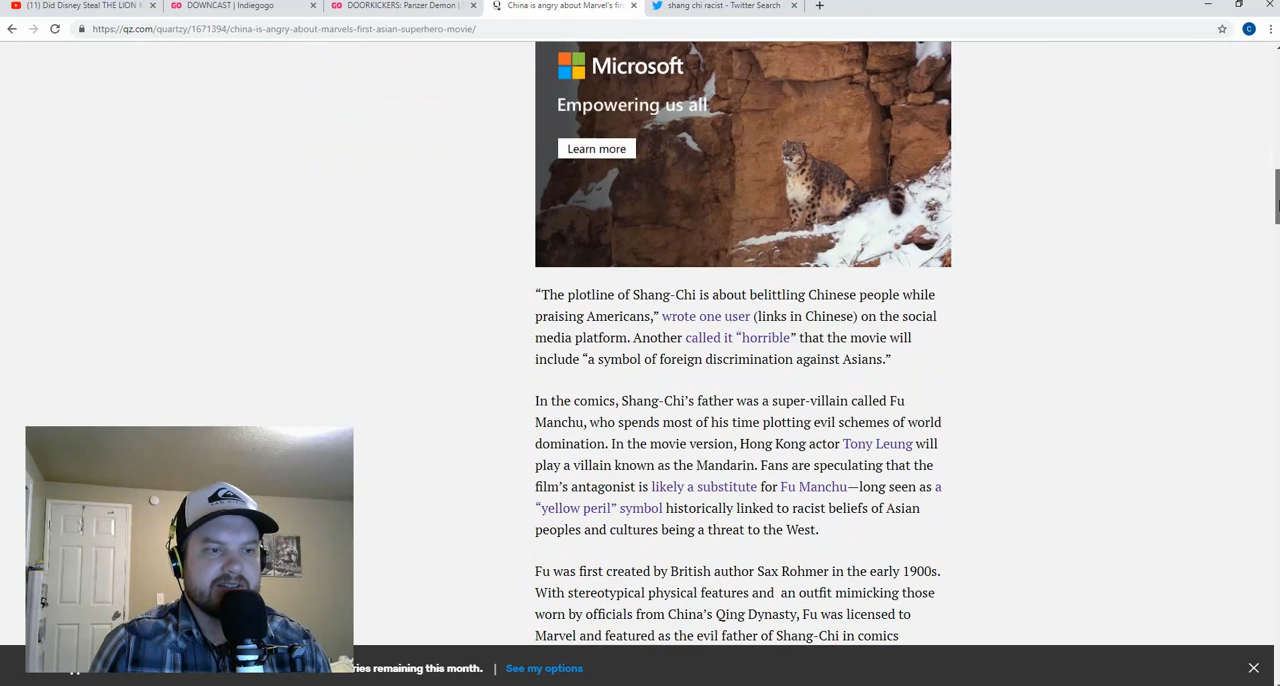 (11) Did Disney Steal THE LION
DOWNCAST | Indiegogo
DOORKICKERS: Panzer Demon |
China is angry about Marvel's fir
shang chi racist - Twitter Search
https://qz.com/quartzy/1671394/china-is-angry-about-marvels-first-asian-superhero-movie/
C
Microsoft
Empowering us all
Learn more
“The plotline of Shang-Chi is about belittling Chinese people while
praising Americans,” wrote one user (links in Chinese) on the social
media platform. Another called it “horrible” that the movie will
include “a symbol of foreign discrimination against Asians.”
In the comics, Shang-Chi’s father was a super-villain called Fu
Manchu, who spends most of his time plotting evil schemes of world
domination. In the movie version, Hong Kong actor Tony Leung will
play a villain known as the Mandarin. Fans are speculating that the
film’s antagonist is likely a substitute for Fu Manchu—long seen as a
“yellow peril” symbol historically linked to racist beliefs of Asian
peoples and cultures being a threat to the West.
Fu was first created by British author Sax Rohmer in the early 1900s.
With stereotypical physical features and an outfit mimicking those
worn by officials from China’s Qing Dynasty, Fu was licensed to
Marvel and featured as the evil father of Shang-Chi in comics
ries remaining this month. | See my options